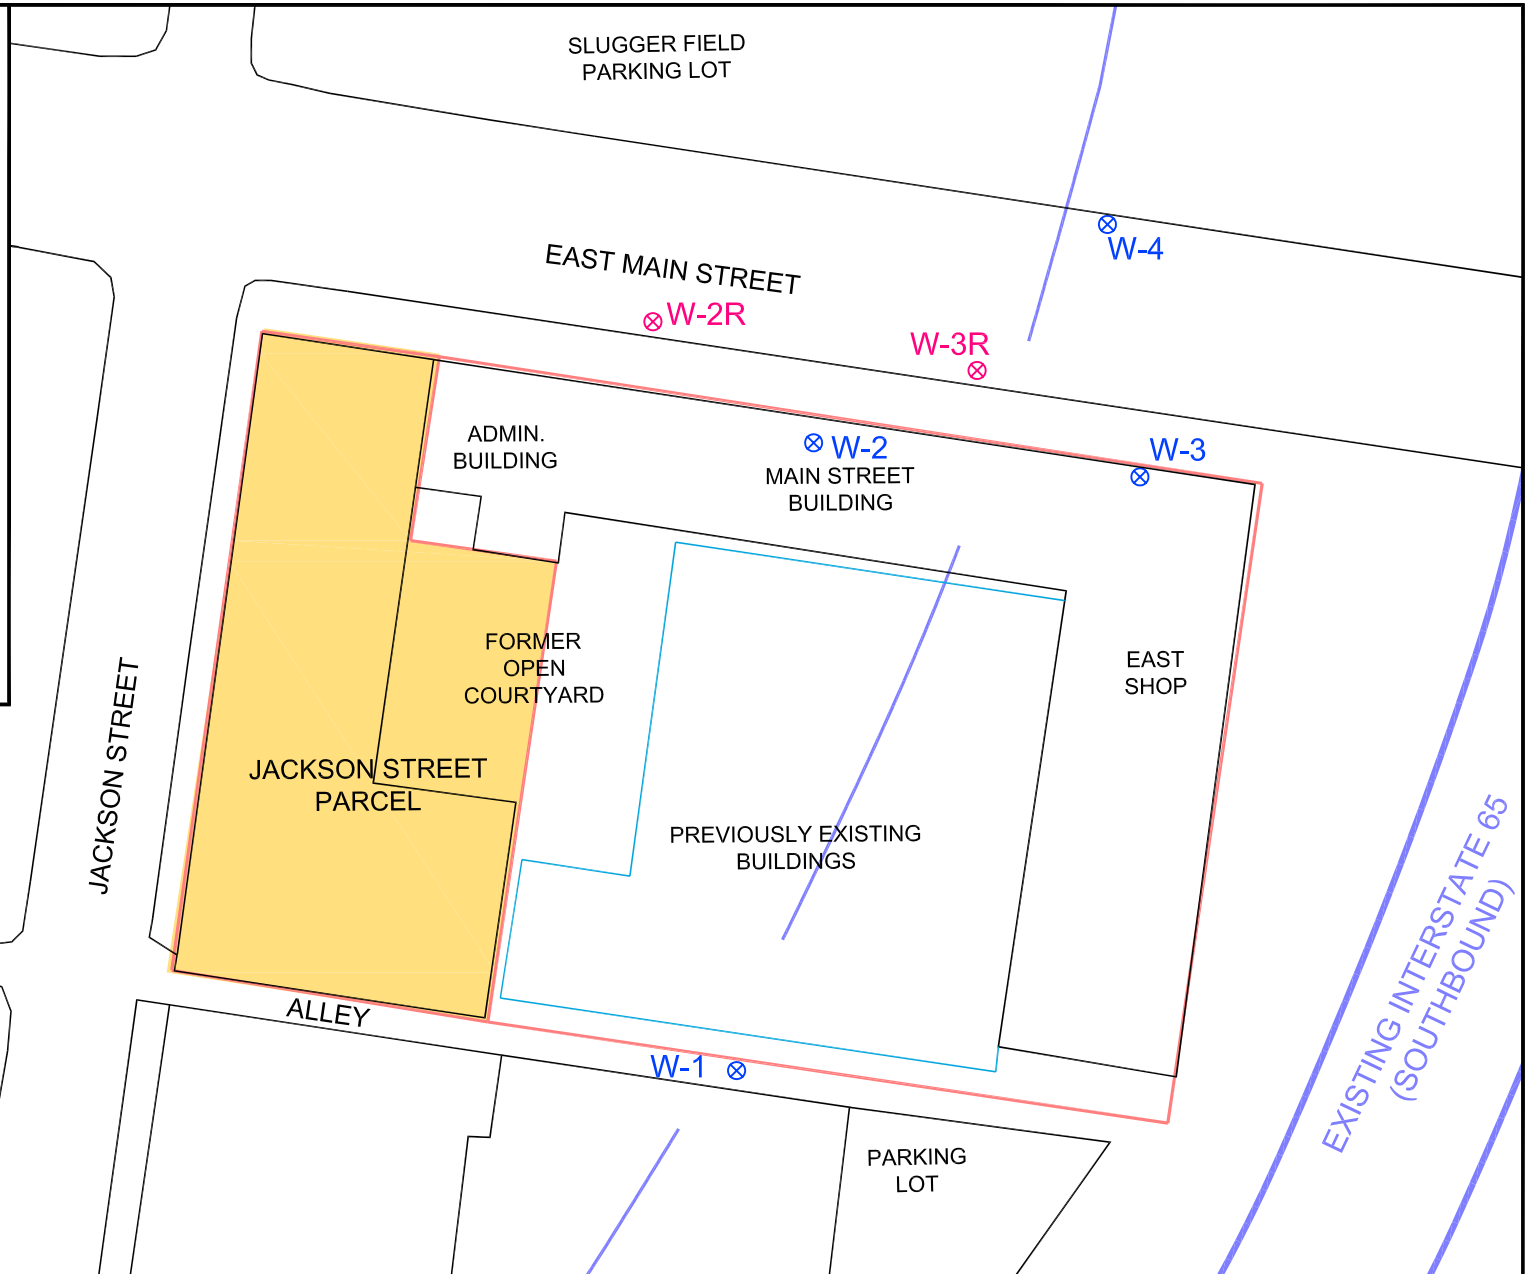 SLUGGER FIELD
PARKING LOT
W-4
EAST MAIN STREET
W-2R
W-3R
ADMIN.
BUILDING
W-2
W-3
MAIN STREET
BUILDING
FORMER
OPEN
COURTYARD
EAST
SHOP
JACKSON STREET
JACKSON STREET
PARCEL
PREVIOUSLY EXISTING
BUILDINGS
EXISTING INTERSTATE 65
(SOUTHBOUND)
ALLEY
W-1
PARKING
LOT